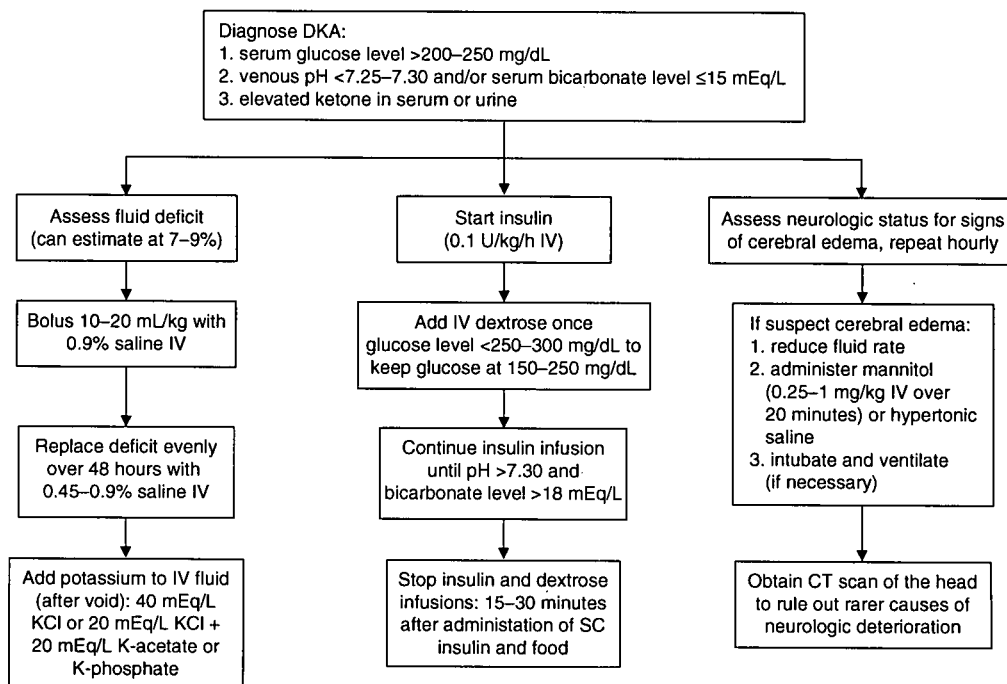 Diagnose DKA:
1. serum glucose level >200–250 mg/dL
2. venous pH <7.25–7.30 and/or serum bicarbonate level ≤15 mEq/L
3. elevated ketone in serum or urine
Assess fluid deficit
(can estimate at 7–9%)
Bolus 10–20 mL/kg with
0.9% saline IV
Replace deficit evenly
over 48 hours with
0.45–0.9% saline IV
Add potassium to IV fluid
(after void): 40 mEq/L
KCl or 20 mEq/L KCl +
20 mEq/L K-acetate or
K-phosphate
Start insulin
(0.1 U/kg/h IV)
Add IV dextrose once
glucose level <250–300 mg/dL to
keep glucose at 150–250 mg/dL
Continue insulin infusion
until pH >7.30 and
bicarbonate level >18 mEq/L
Stop insulin and dextrose
infusions: 15–30 minutes
after administation of SC
insulin and food
Assess neurologic status for signs
of cerebral edema, repeat hourly
If suspect cerebral edema:
1. reduce fluid rate
2. administer mannitol
(0.25–1 mg/kg IV over
20 minutes) or hypertonic
saline
3. intubate and ventilate
(if necessary)
Obtain CT scan of the head
to rule out rarer causes of
neurologic deterioration